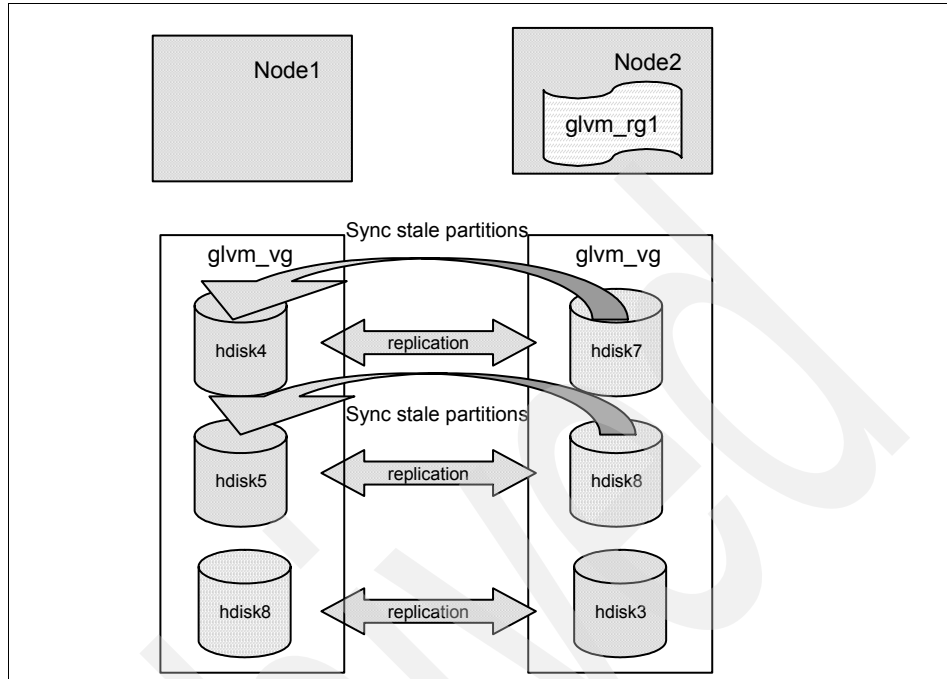 Node1
Node2
glvm_rg1
Sync stale partitions
glvm_vg
glvm_vg
hdisk4
replication
hdisk7
Sync stale partitions
hdisk5
replication
hdisk8
hdisk8
replication
hdisk3